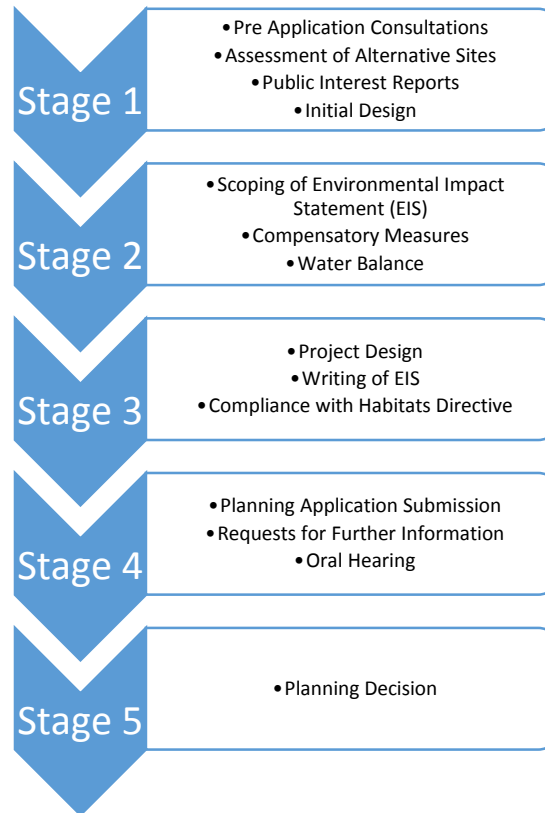 Stage 1
•Pre Application Consultations
•Assessment of Alternative Sites
•Public Interest Reports
•Initial Design
Stage 2
•Scoping of Environmental Impact
Statement (EIS)
•Compensatory Measures
•Water Balance
Stage 3
•Project Design
•Writing of EIS
•Compliance with Habitats Directive
Stage 4
•Planning Application Submission
•Requests for Further Information
•Oral Hearing
Stage 5
•Planning Decision